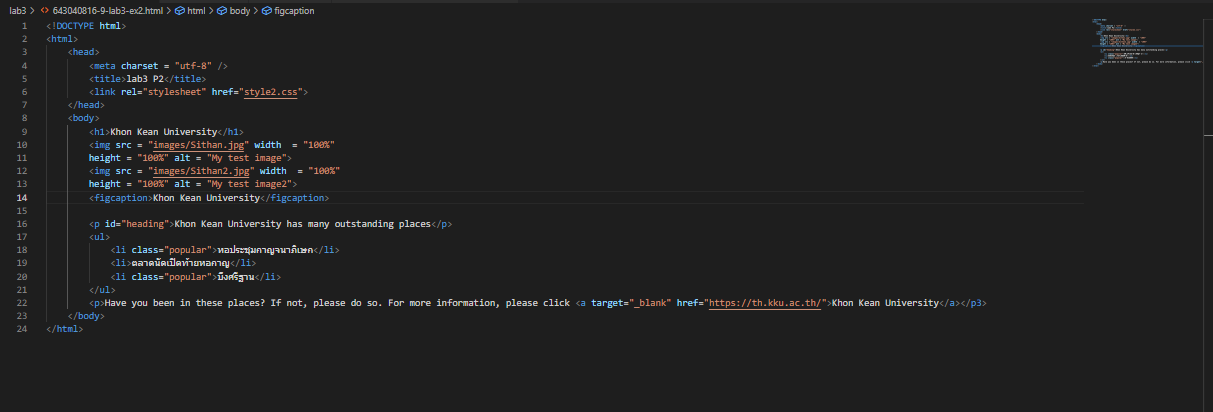 lab3 > 643040816-9-lab3-ex2.html > html > body > figcaption
1 <!DOCTYPE html>
2 <html>
3 <head>
4 <meta charset = "utf-8" />
5 <title>lab3 P2</title>
6 <link rel="stylesheet" href="style2.css">
7 </head>
8 <body>
9 <h1>Khon Kean University</h1>
10 <img src = "images/Sithan.jpg" width  = "100%"
11 height = "100%" alt = "My test image">
12 <img src = "images/Sithan2.jpg" width  = "100%"
13 height = "100%" alt = "My test image2">
14 <figcaption>Khon Kean University</figcaption>
15
16 <p id="heading">Khon Kean University has many outstanding places</p>
17 <ul>
18 <li class="popular">หอประชุมกาญจนาภิเษก</li>
19 <li>ตลาดนัดเปิดท้ายหอกาญ</li>
20 <li class="popular">บึงศรีฐาน</li>
21 </ul>
22 <p>Have you been in these places? If not, please do so. For more information, please click <a target="_blank" href="https://th.kku.ac.th/">Khon Kean University</a></p3>
23 </body>
24 </html>